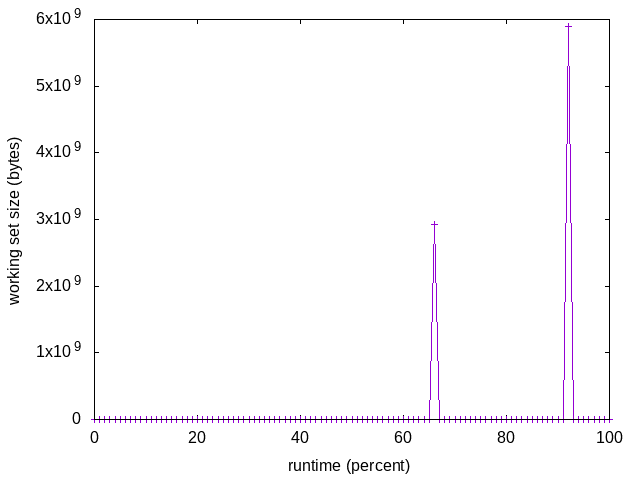 6x10^9
5x10^9
4x10^9
3x10^9
2x10^9
1x10^9
0
0 20 40 60 80 100
working set size (bytes)
runtime (percent)